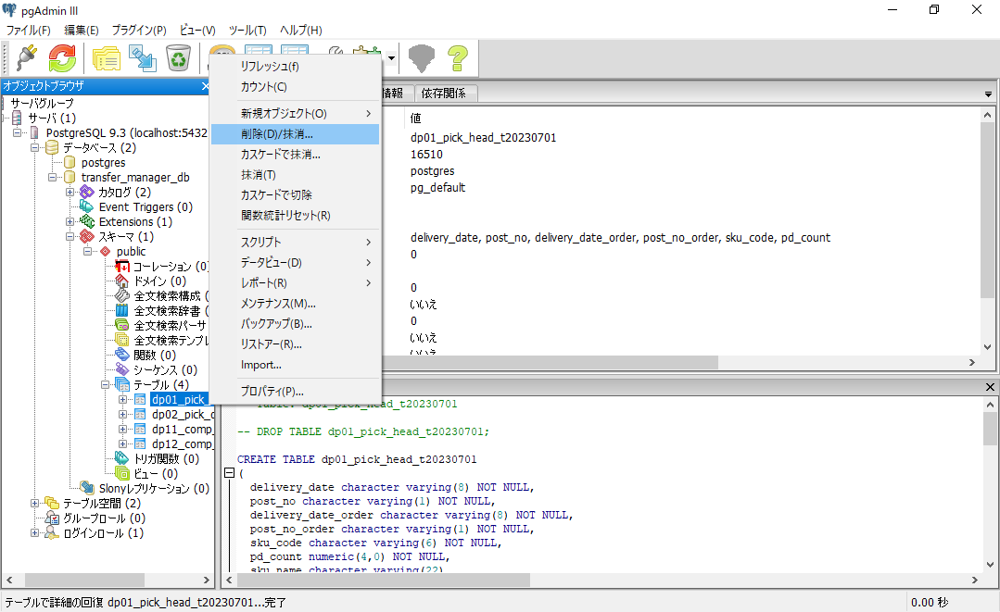 pgAdmin III
ファイル(F) 編集(E) プラグイン(P) ビュー(V) ツール(T) ヘルプ(H)
オブジェクトブラウザ
サーバグループ
サーバ (1)
PostgreSQL 9.3 (localhost:5432
データベース (2)
postgres
transfer_manager_db
カタログ (2)
Event Triggers (0)
Extensions (1)
スキーマ (1)
public
コーレーション (0)
ドメイン (0)
全文検索構成 (
全文検索辞書 (
全文検索パーサ
全文検索テンプレ
関数 (0)
シーケンス (0)
テーブル (4)
dp01_pick_
dp02_pick_d
dp11_comp_
dp12_comp_
トリガ関数 (0)
ビュー (0)
Slonyレプリケーション (0)
テーブル空間 (2)
グループロール (0)
ログインロール (1)
リフレッシュ(f)
カウント(C)
新規オブジェクト(O)
削除(D)/抹消...
カスケードで抹消...
抹消(T)
カスケードで切除
関数統計リセット(R)
スクリプト
データビュー(D)
レポート(R)
メンテナンス(M)...
バックアップ(B)...
リストアー(R)...
Import...
プロパティ(P)...
情報 依存関係
値
dp01_pick_head_t20230701
16510
postgres
pg_default
delivery_date, post_no, delivery_date_order, post_no_order, sku_code, pd_count
0
0
いいえ
0
いいえ
いいえ
-- Table: dp01_pick_head_t20230701
-- DROP TABLE dp01_pick_head_t20230701;
CREATE TABLE dp01_pick_head_t20230701
(
delivery_date character varying(8) NOT NULL,
post_no character varying(1) NOT NULL,
delivery_date_order character varying(8) NOT NULL,
post_no_order character varying(1) NOT NULL,
sku_code character varying(6) NOT NULL,
pd_count numeric(4,0) NOT NULL,
sku_name character varying(22)
テーブルで詳細の回復 dp01_pick_head_t20230701...完了
0.00 秒